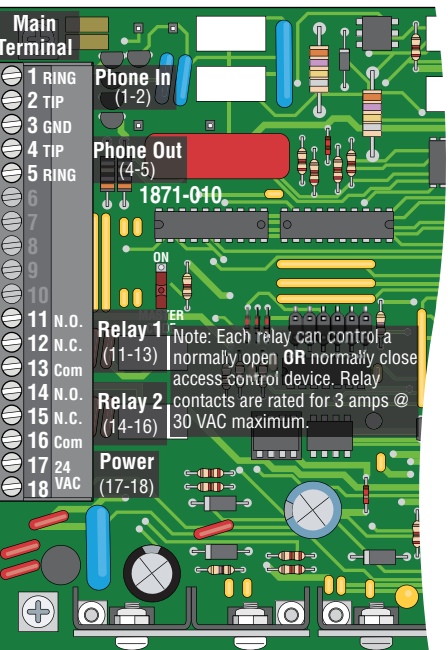 Main
Terminal
1 RING
2 TIP
3 GND
4 TIP
5 RING
6
7
8
9
10
11 N.O.
12 N.C.
13 Com
14 N.O.
15 N.C.
16 Com
17 24
18 VAC
Phone In
(1-2)
Phone Out
(4-5)
1871-010
ON
Relay 1
(11-13)
Note: Each relay can control a
normally open OR normally close
access control device. Relay
contacts are rated for 3 amps @
30 VAC maximum.
Relay 2
(14-16)
Power
(17-18)